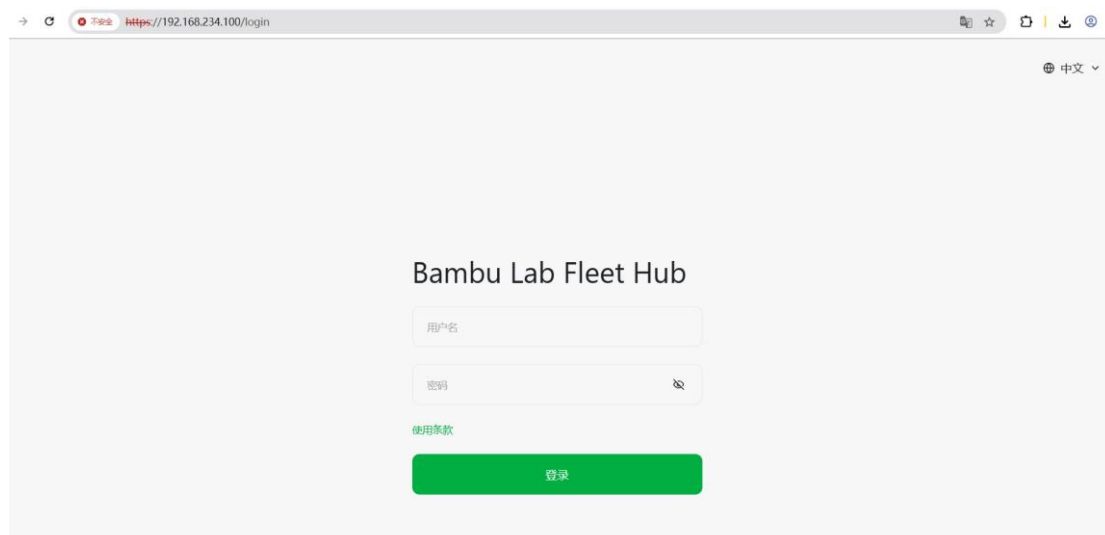 不安全 https://192.168.234.100/login
中文
Bambu Lab Fleet Hub
用户名
密码
使用条款
登录